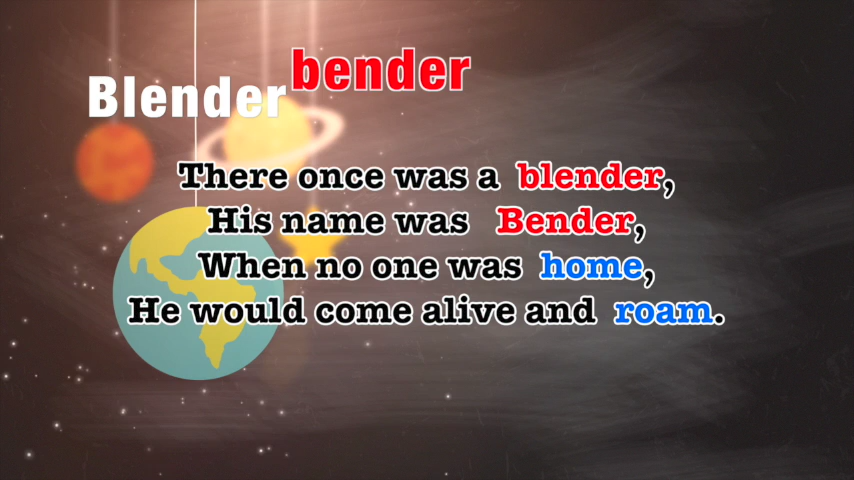 Blender bender
There once was a blender,
His name was Bender,
When no one was home,
He would come alive and roam.